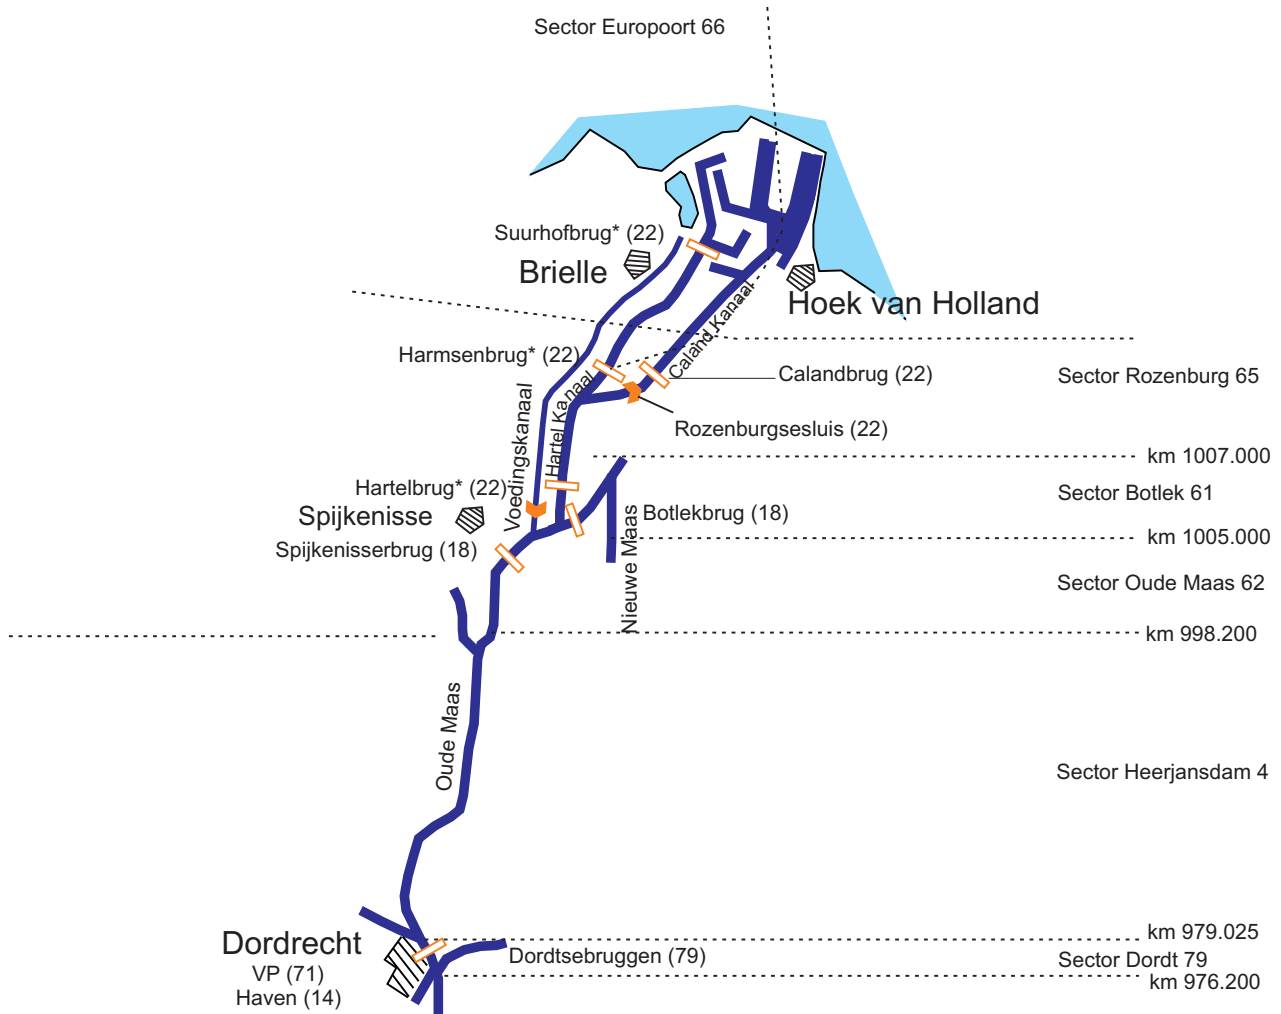 Sector Europoort 66
Suurhofbrug* (22)
Brielle
Hoek van Holland
Caland Kanaal
Harmsenbrug* (22)
Calandbrug (22)
Sector Rozenburg 65
Hartel Kanaal
Voedingskanaal
Rozenburgsesluis (22)
km 1007.000
Hartelbrug* (22)
Sector Botlek 61
Spijkenisse
Botlekbrug (18)
Spijkenisserbrug (18)
km 1005.000
Nieuwe Maas
Sector Oude Maas 62
km 998.200
Oude Maas
Sector Heerjansdam 4
km 979.025
Dordrecht
Dordtsebruggen (79)
Sector Dordt 79
VP (71)
km 976.200
Haven (14)